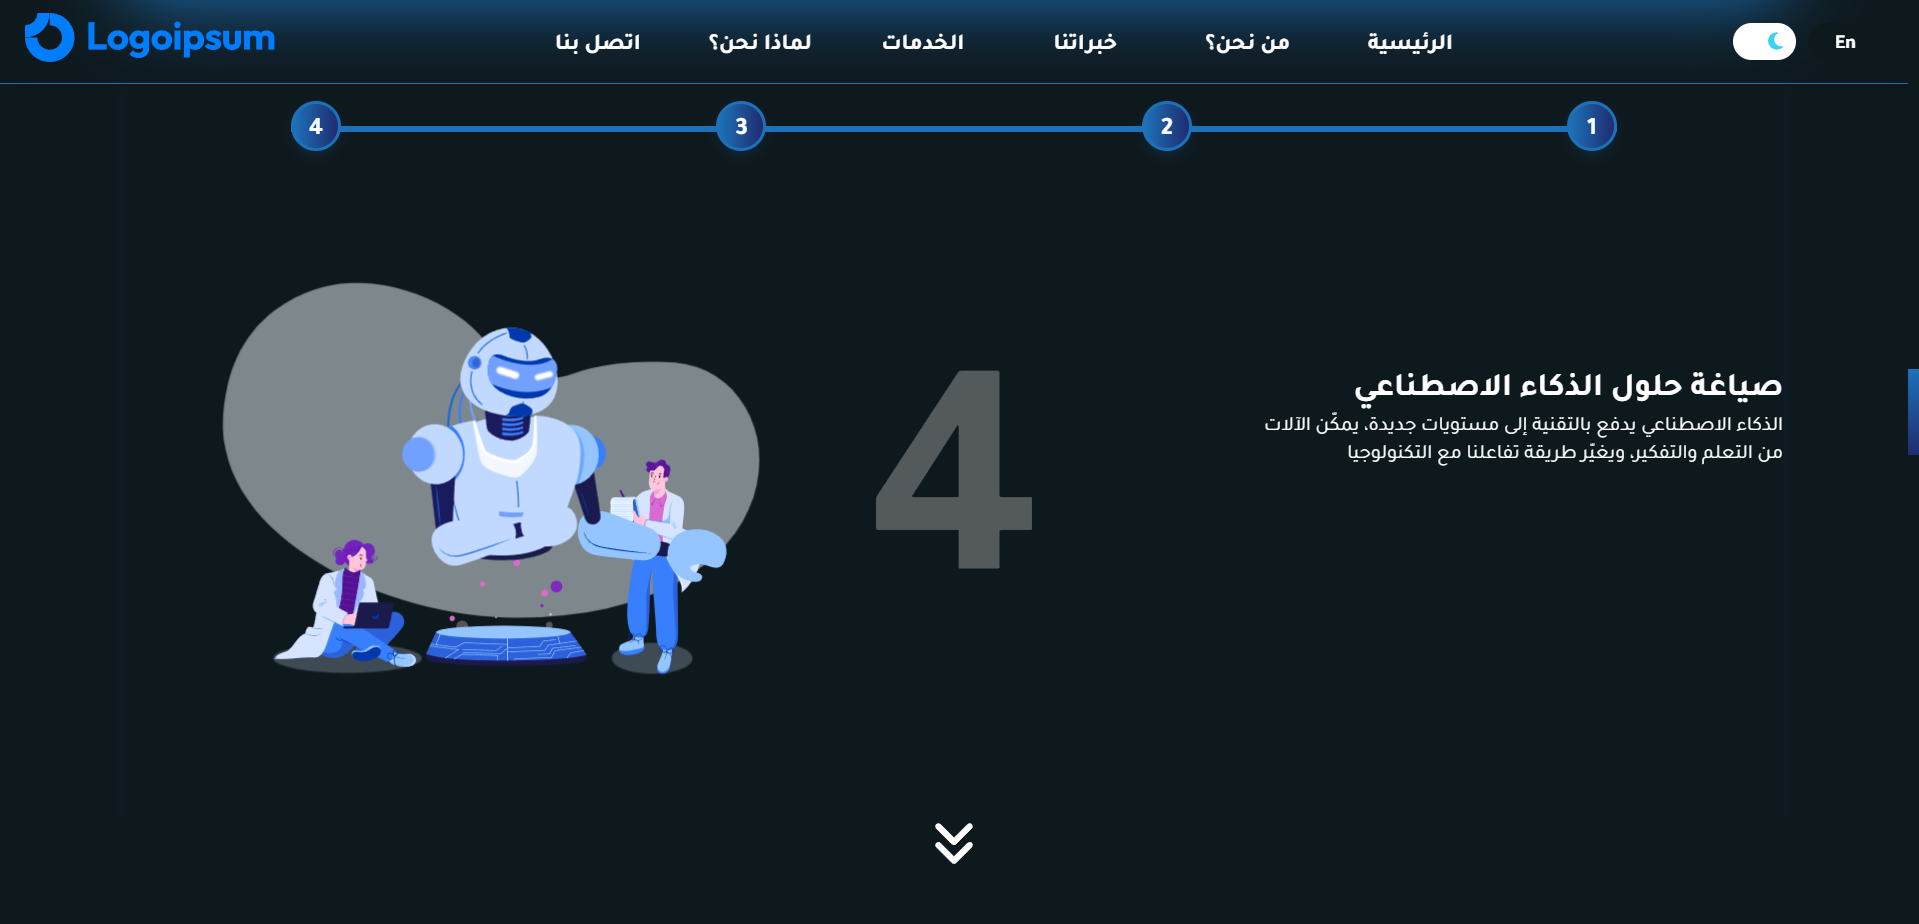 En
الرئيسية
من نحن؟
خبراتنا
الخدمات
لماذا نحن؟
اتصل بنا
Logoipsum
1
2
3
4
صياغة حلول الذكاء الاصطناعي
الذكاء الاصطناعي يدفع بالتقنية إلى مستويات جديدة، يمكّن الآلات
من التعلم والتفكير، ويغيّر طريقة تفاعلنا مع التكنولوجيا
4